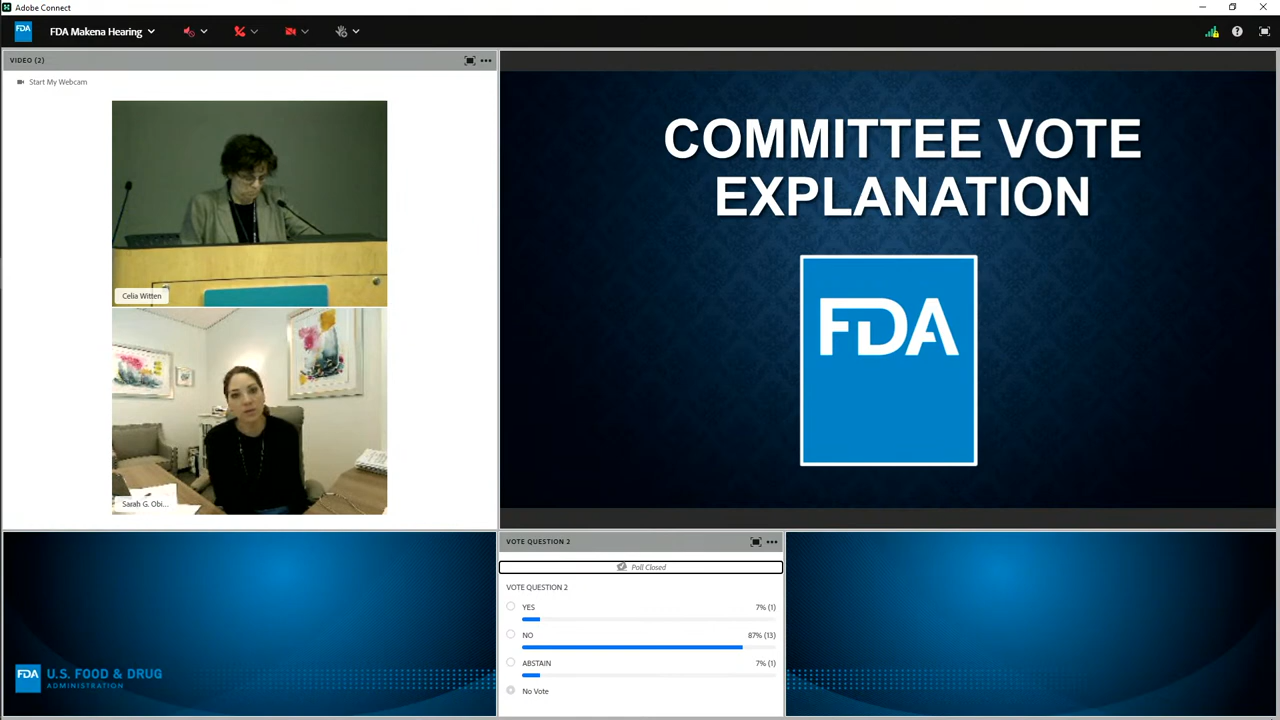 Adobe Connect
FDA
FDA Makena Hearing
VIDEO (2)
Start My Webcam
Celia Witten
Sarah G. Obi...
COMMITTEE VOTE
EXPLANATION
FDA
VOTE QUESTION 2
Poll Closed
VOTE QUESTION 2
YES 7% (1)
NO 87% (13)
ABSTAIN 7% (1)
No Vote
FDA U.S. FOOD & DRUG
ADMINISTRATION